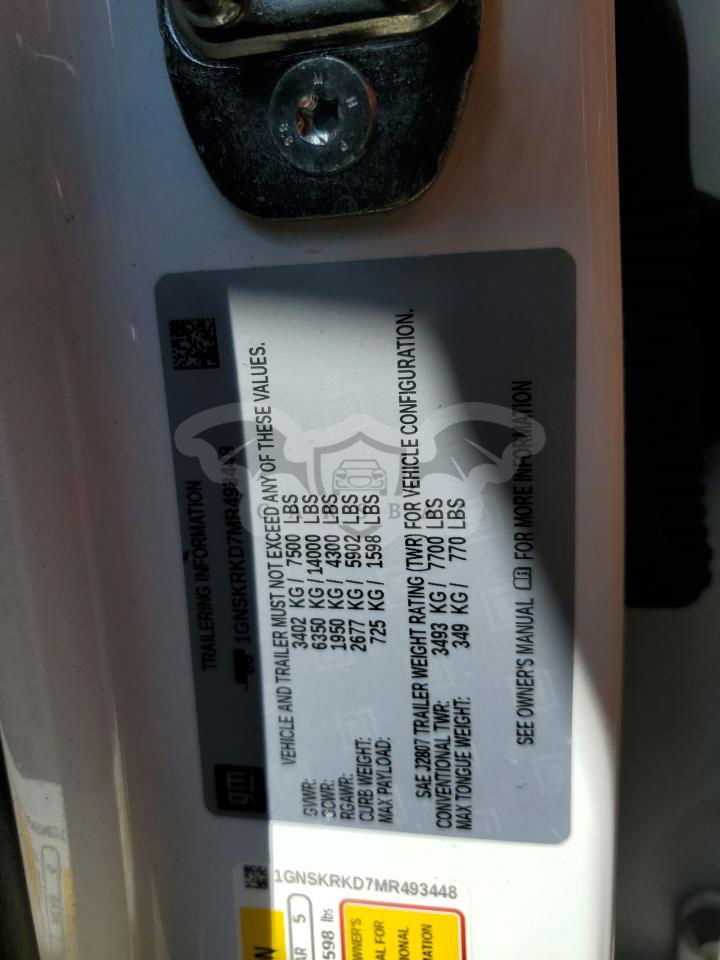 TRAILERING INFORMATION
1GNSKRKD7MR493448
gm
VEHICLE AND TRAILER MUST NOT EXCEED ANY OF THESE VALUES.
GVWR: 3402 KG / 7500 LBS
GCWR: 6350 KG / 14000 LBS
RGAWR: 1950 KG / 4300 LBS
CURB WEIGHT: 2677 KG / 5902 LBS
MAX PAYLOAD: 725 KG / 1598 LBS
SAE J2807 TRAILER WEIGHT RATING (TWR) FOR VEHICLE CONFIGURATION.
CONVENTIONAL TWR: 3493 KG / 7700 LBS
MAX TONGUE WEIGHT: 349 KG / 770 LBS
SEE OWNER'S MANUAL FOR MORE INFORMATION
1GNSKRKD7MR493448
5
598 lbs